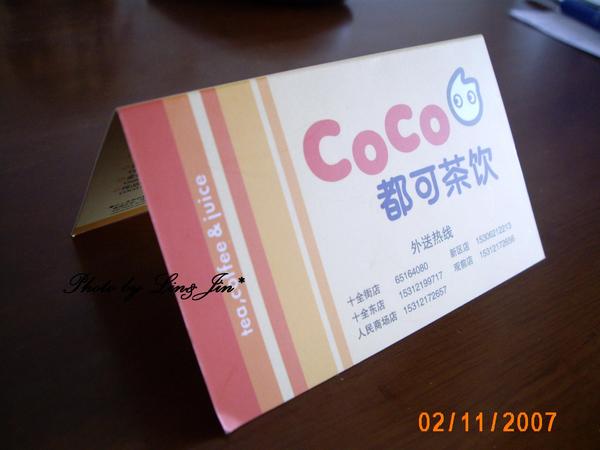 CoCo
都可茶饮
tea,coffee & juice
外送热线
十全街店 65164080 新区店 15306212213
十全东店 15312199717 观前店 15312172656
人民商场店 15312172657
Photo by Lin& Jin*
02/11/2007